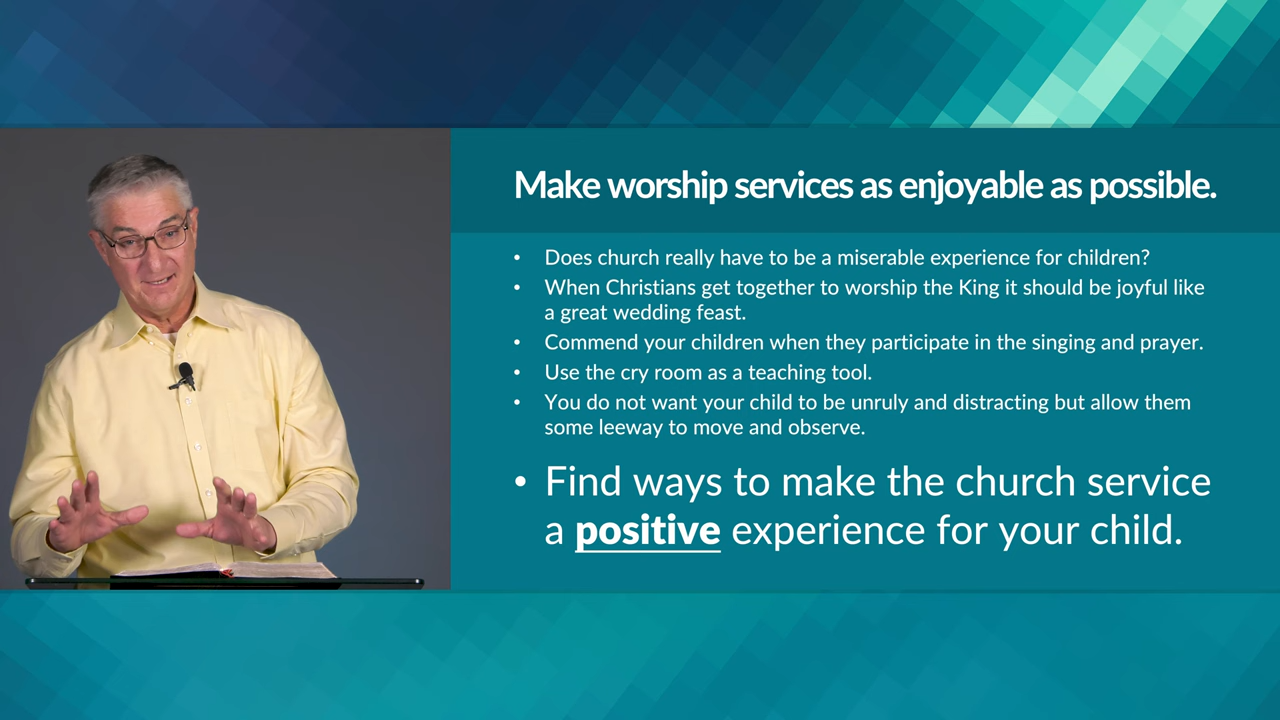 Make worship services as enjoyable as possible.
• Does church really have to be a miserable experience for children?
• When Christians get together to worship the King it should be joyful like
a great wedding feast.
• Commend your children when they participate in the singing and prayer.
• Use the cry room as a teaching tool.
• You do not want your child to be unruly and distracting but allow them
some leeway to move and observe.
• Find ways to make the church service
a positive experience for your child.